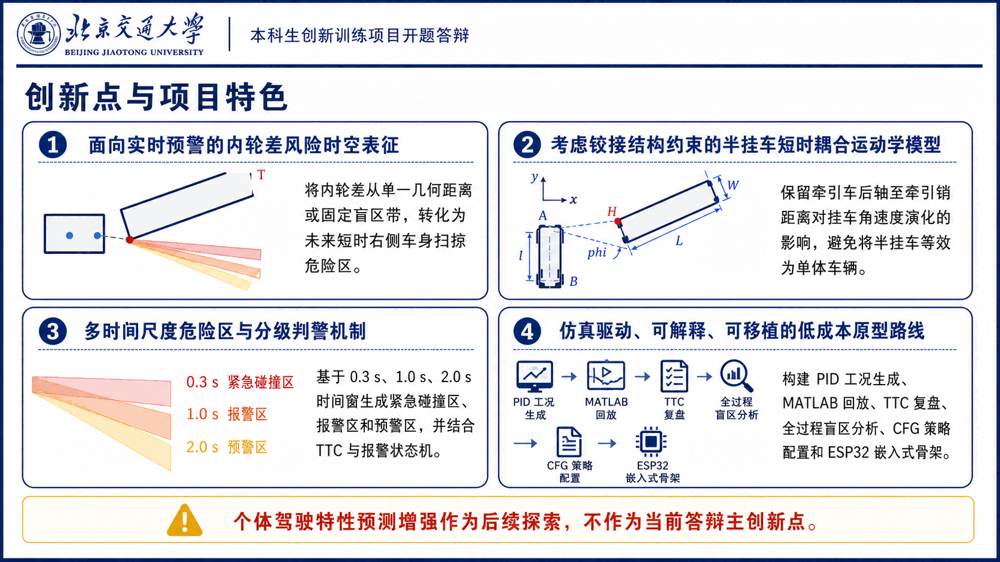 北京交通大学
BEIJING JIAOTONG UNIVERSITY
本科生创新训练项目开题答辩
创新点与项目特色
1 面向实时预警的内轮差风险时空表征
T
将内轮差从单一几何距离
或固定盲区带，转化为
未来短时右侧车身扫掠
危险区。
2 考虑铰接结构约束的半挂车短时耦合运动学模型
y
x
A
H
W
l
phi
L
B
保留牵引车后轴至牵引销
距离对挂车角速度演化的
影响，避免将半挂车等效
为单体车辆。
3 多时间尺度危险区与分级判警机制
0.3 s 紧急碰撞区
1.0 s 报警区
2.0 s 预警区
基于 0.3 s、1.0 s、2.0 s
时间窗生成紧急碰撞区、
报警区和预警区，并结合
TTC 与报警状态机。
4 仿真驱动、可解释、可移植的低成本原型路线
PID 工况
生成
MATLAB
回放
TTC
复盘
全过程
盲区分析
CFG 策略
配置
ESP32
嵌入式骨架
构建 PID 工况生成、
MATLAB 回放、TTC 复盘、
全过程盲区分析、CFG 策略
配置和 ESP32 嵌入式骨架。
个体驾驶特性预测增强作为后续探索，不作为当前答辩主创新点。